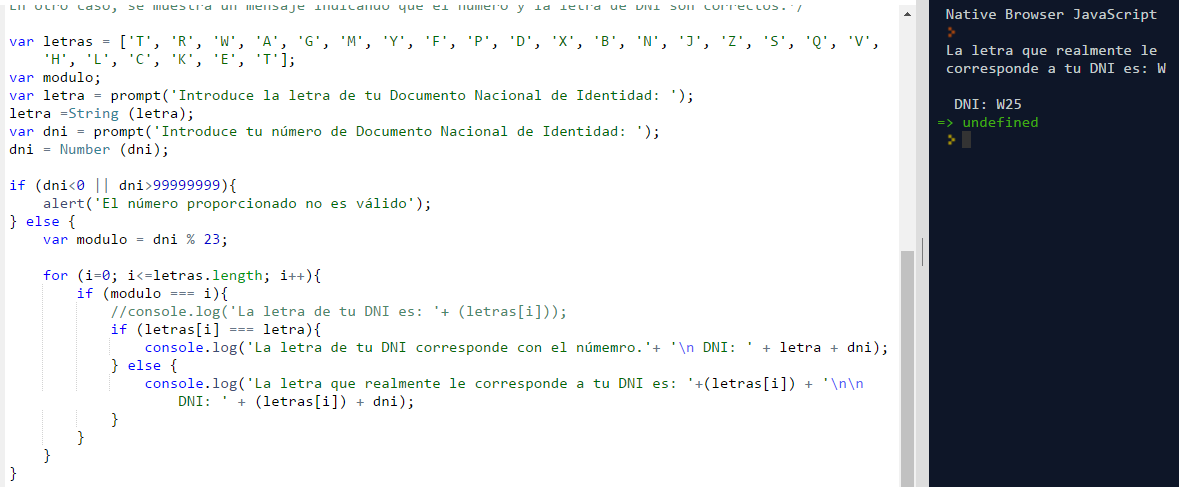 En otro caso, se muestra un mensaje indicando que el número y la letra de DNI son correctos.*/
var letras = ['T', 'R', 'W', 'A', 'G', 'M', 'Y', 'F', 'P', 'D', 'X', 'B', 'N', 'J', 'Z', 'S', 'Q', 'V',
'H', 'L', 'C', 'K', 'E', 'T'];
var modulo;
var letra = prompt('Introduce la letra de tu Documento Nacional de Identidad: ');
letra =String (letra);
var dni = prompt('Introduce tu número de Documento Nacional de Identidad: ');
dni = Number (dni);
if (dni<0 || dni>99999999){
alert('El número proporcionado no es válido');
} else {
var modulo = dni % 23;
for (i=0; i<=letras.length; i++){
if (modulo === i){
//console.log('La letra de tu DNI es: '+ (letras[i]));
if (letras[i] === letra){
console.log('La letra de tu DNI corresponde con el númemro.'+ '\n DNI: ' + letra + dni);
} else {
console.log('La letra que realmente le corresponde a tu DNI es: '+(letras[i]) + '\n\n
DNI: ' + (letras[i]) + dni);
}
}
}
}
Native Browser JavaScript
La letra que realmente le
corresponde a tu DNI es: W
DNI: W25
=> undefined